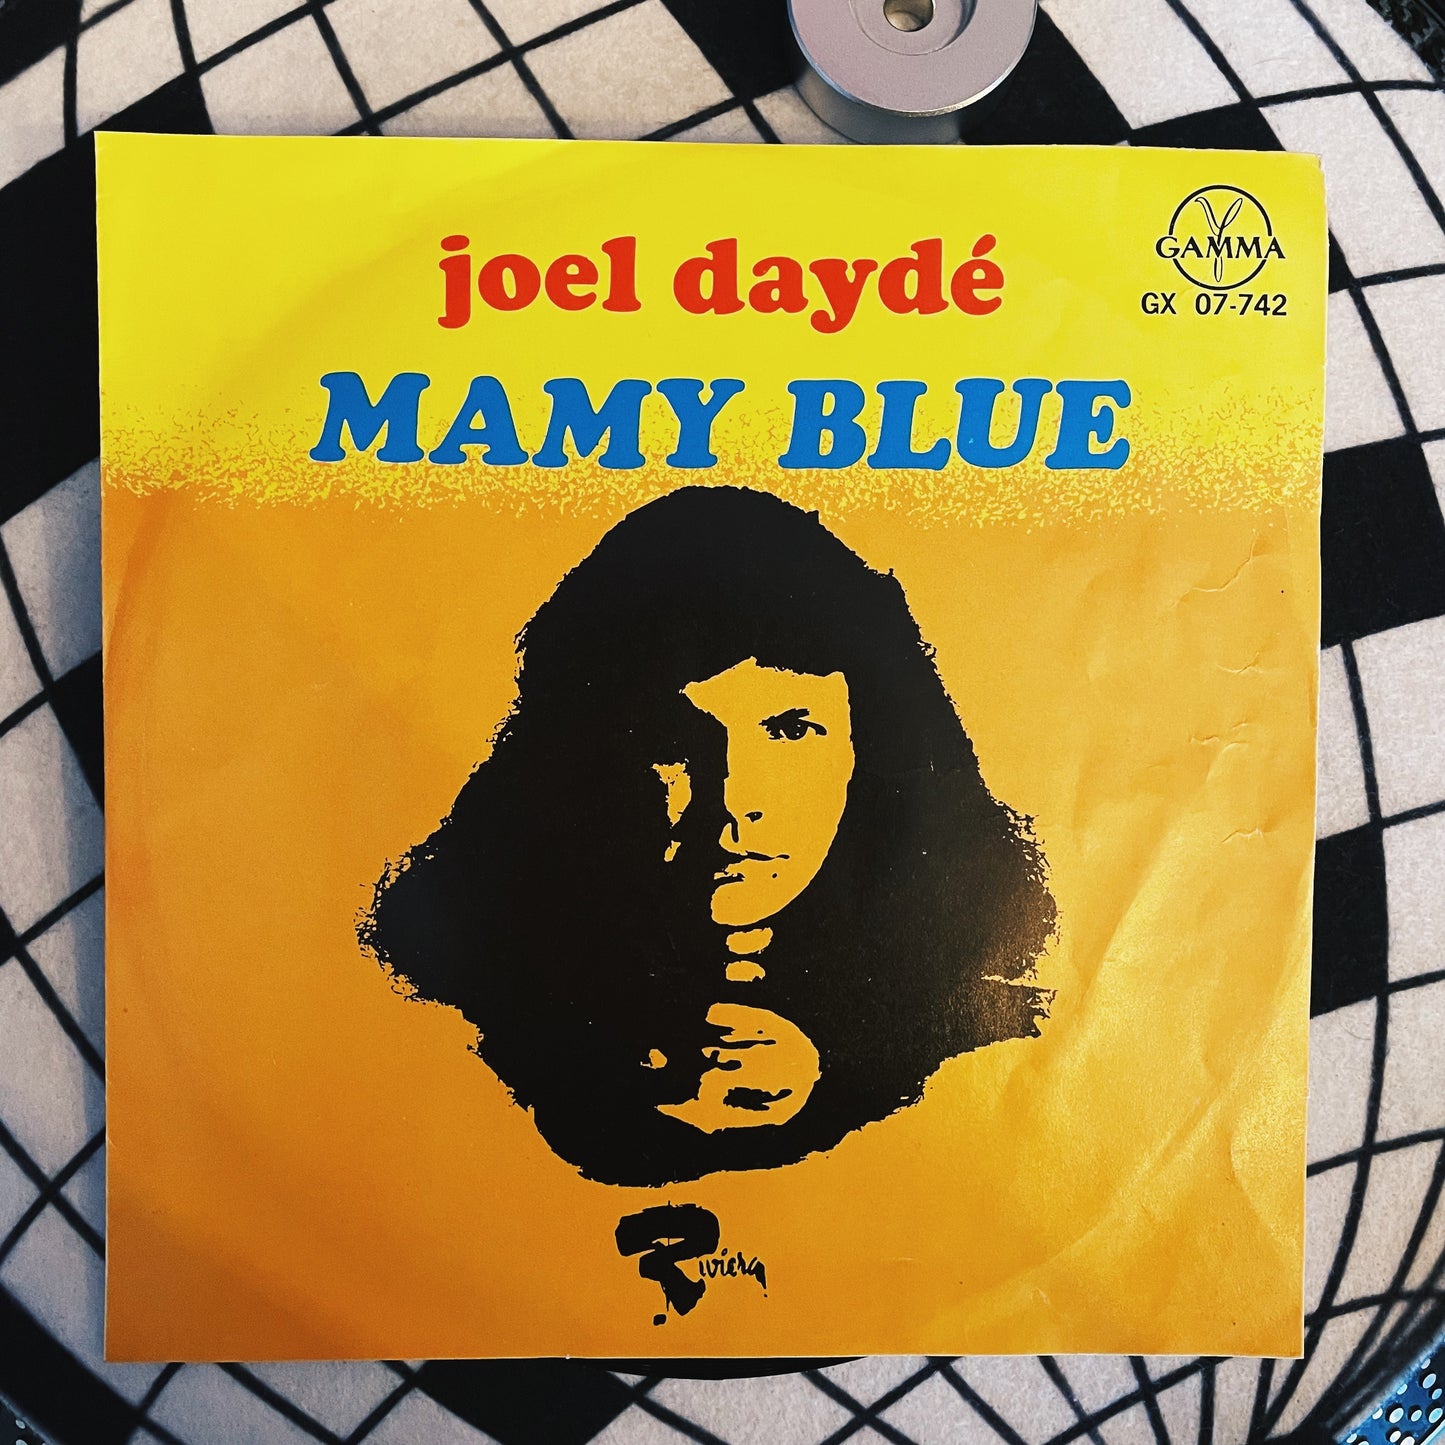 joel daydé
GAMMA
GX 07-742
MAMY BLUE
Riviera